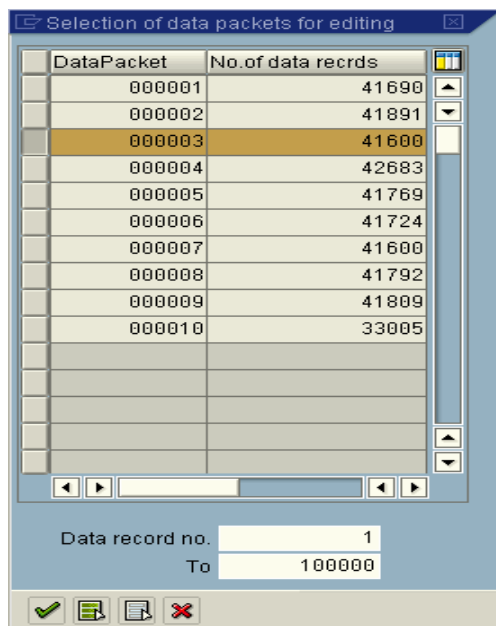 Selection of data packets for editing
DataPacket No.of data recrds
000001 41690
000002 41891
000003 41600
000004 42683
000005 41769
000006 41724
000007 41600
000008 41792
000009 41809
000010 33005
Data record no. 1
To 100000